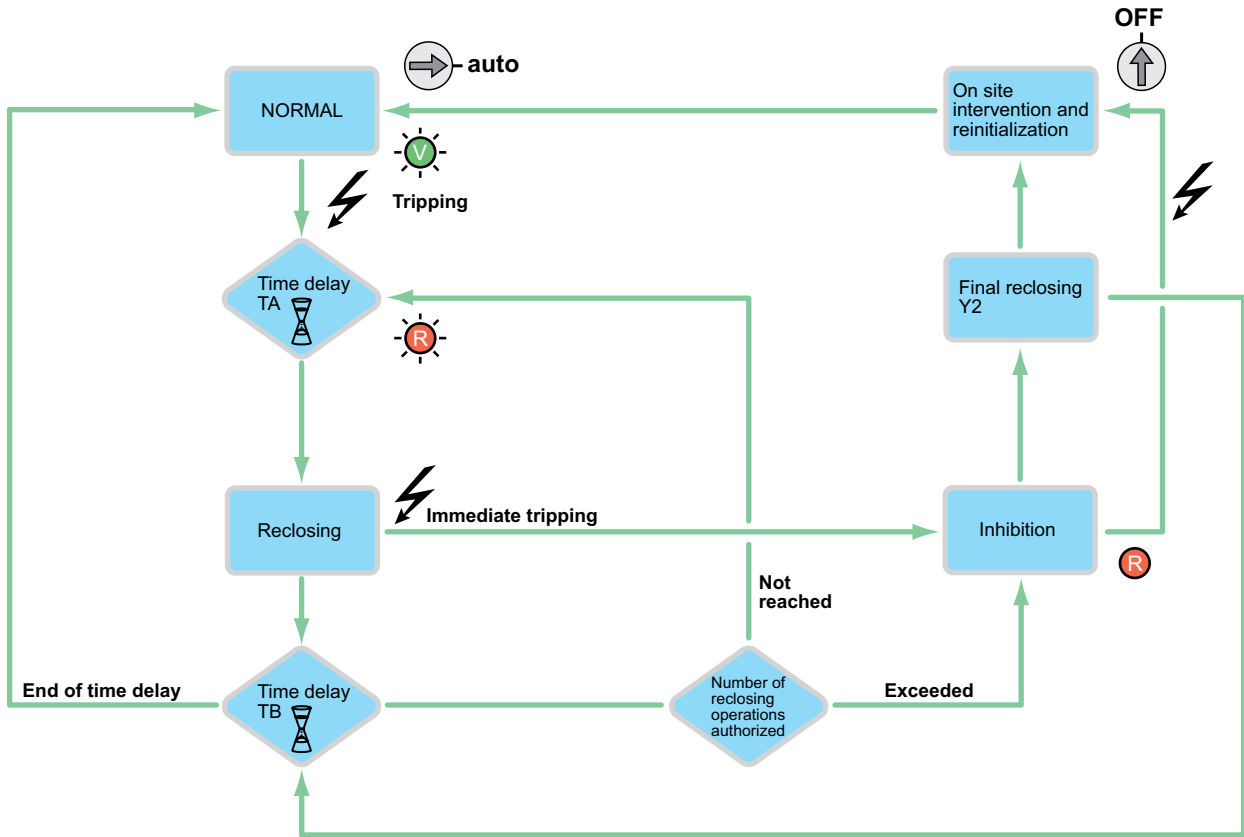 OFF
auto
NORMAL
On site
intervention and
reinitialization
V
Tripping
Time delay
TA
R
Final reclosing
Y2
Reclosing
Immediate tripping
Inhibition
R
Not
reached
End of time delay
Time delay
TB
Number of
reclosing
operations
authorized
Exceeded